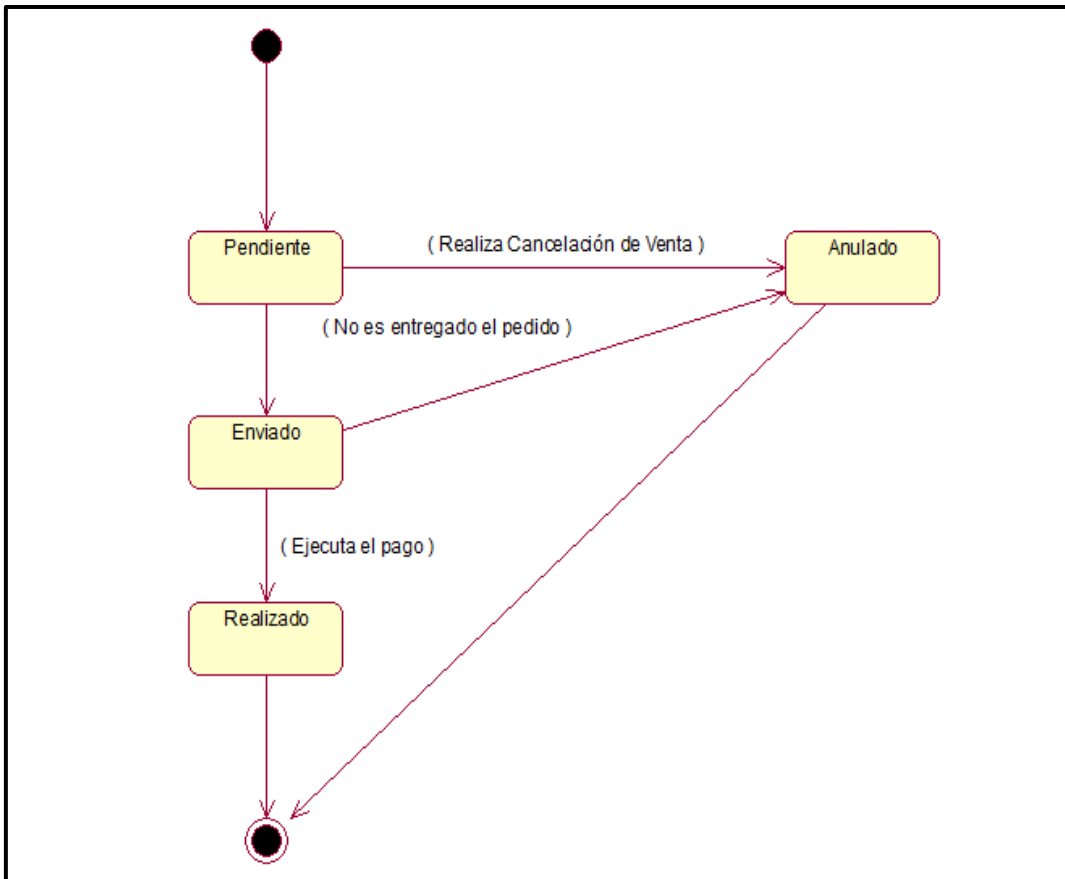 Pendiente
( Realiza Cancelación de Venta )
Anulado
( No es entregado el pedido )
Enviado
( Ejecuta el pago )
Realizado